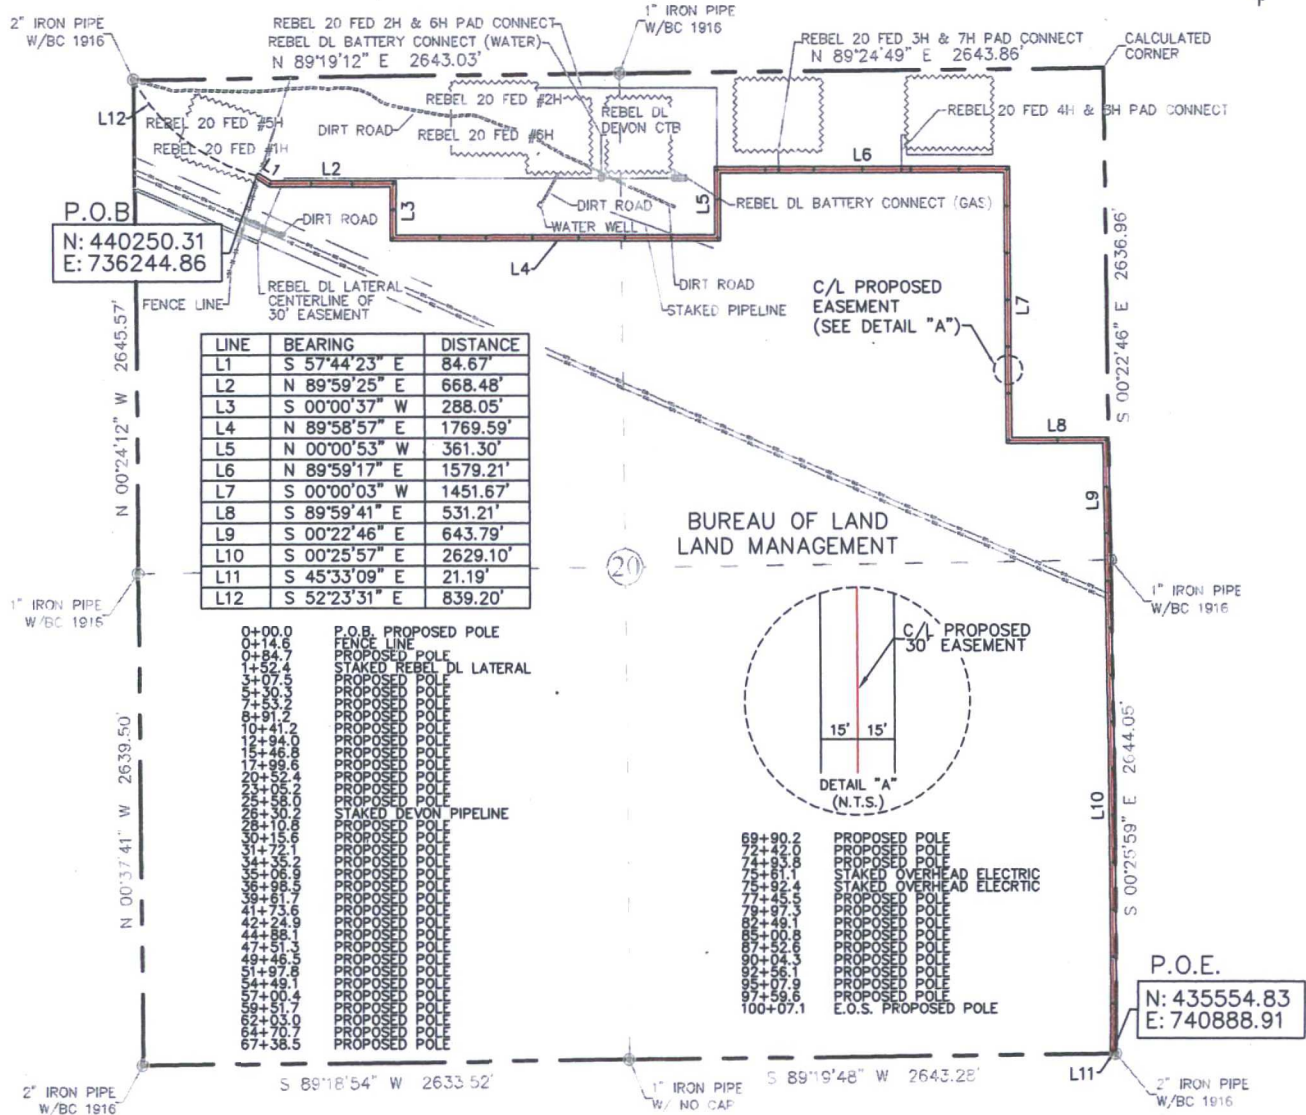 2" IRON PIPE
W/BC 1916
REBEL 20 FED 2H & 6H PAD CONNECT
REBEL DL BATTERY CONNECT (WATER)
N 89°19'12" E 2643.03'
1" IRON PIPE
W/BC 1916
REBEL 20 FED 3H & 7H PAD CONNECT
N 89°24'49" E 2643.86'
CALCULATED
CORNER
L12
REBEL 20 FED #5H
REBEL 20 FED #1H
DIRT ROAD
REBEL 20 FED #2H
REBEL 20 FED #6H
REBEL DL
DEVON CTB
REBEL 20 FED 4H & 8H PAD CONNECT
L1
L2
L3
L4
L5
L6
P.O.B
N: 440250.31
E: 736244.86
DIRT ROAD
FENCE LINE
REBEL DL LATERAL
CENTERLINE OF
30' EASEMENT
DIRT ROAD
WATER WELL
REBEL DL BATTERY CONNECT (GAS)
DIRT ROAD
STAKED PIPELINE
C/L PROPOSED
EASEMENT
(SEE DETAIL "A")
L7
L8
L9
S 00°22'46" E 2636.96'
N 00°24'12" W 2645.57'
LINE BEARING DISTANCE
L1 S 57°44'23" E 84.67'
L2 N 89°59'25" E 668.48'
L3 S 00°00'37" W 288.05'
L4 N 89°58'57" E 1769.59'
L5 N 00°00'53" W 361.30'
L6 N 89°59'17" E 1579.21'
L7 S 00°00'03" W 1451.67'
L8 S 89°59'41" E 531.21'
L9 S 00°22'46" E 643.79'
L10 S 00°25'57" E 2629.10'
L11 S 45°33'09" E 21.19'
L12 S 52°23'31" E 839.20'
BUREAU OF LAND
LAND MANAGEMENT
20
1" IRON PIPE
W/BC 1916
1" IRON PIPE
W/BC 1916
0+00.0 P.O.B. PROPOSED POLE
0+14.6 FENCE LINE
0+84.7 PROPOSED POLE
1+52.4 STAKED REBEL DL LATERAL
3+07.5 PROPOSED POLE
5+30.3 PROPOSED POLE
7+53.2 PROPOSED POLE
8+91.2 PROPOSED POLE
10+41.2 PROPOSED POLE
12+94.0 PROPOSED POLE
15+46.8 PROPOSED POLE
17+99.6 PROPOSED POLE
20+52.4 PROPOSED POLE
23+05.2 PROPOSED POLE
25+58.0 PROPOSED POLE
26+30.2 STAKED DEVON PIPELINE
28+10.8 PROPOSED POLE
30+15.6 PROPOSED POLE
31+72.1 PROPOSED POLE
34+35.2 PROPOSED POLE
35+06.9 PROPOSED POLE
36+98.5 PROPOSED POLE
39+61.7 PROPOSED POLE
41+73.6 PROPOSED POLE
42+24.9 PROPOSED POLE
44+88.1 PROPOSED POLE
47+51.3 PROPOSED POLE
49+46.5 PROPOSED POLE
51+97.8 PROPOSED POLE
54+49.1 PROPOSED POLE
57+00.4 PROPOSED POLE
59+51.7 PROPOSED POLE
62+03.0 PROPOSED POLE
64+70.7 PROPOSED POLE
67+38.5 PROPOSED POLE
C/L PROPOSED
30' EASEMENT
15' 15'
DETAIL "A"
(N.T.S.)
69+90.2 PROPOSED POLE
72+42.0 PROPOSED POLE
74+93.8 PROPOSED POLE
75+61.1 STAKED OVERHEAD ELECTRIC
75+92.4 STAKED OVERHEAD ELECRTIC
77+45.5 PROPOSED POLE
79+97.3 PROPOSED POLE
82+49.1 PROPOSED POLE
85+00.8 PROPOSED POLE
87+52.6 PROPOSED POLE
90+04.3 PROPOSED POLE
92+56.1 PROPOSED POLE
95+07.9 PROPOSED POLE
97+59.6 PROPOSED POLE
100+07.1 E.O.S. PROPOSED POLE
N 00°37'41" W 2639.50'
L10
S 00°25'59" E 2644.05'
P.O.E.
N: 435554.83
E: 740888.91
2" IRON PIPE
W/BC 1916
S 89°18'54" W 2633.52'
1" IRON PIPE
W/ NO CAP
S 89°19'48" W 2643.28'
L11
2" IRON PIPE
W/BC 1916